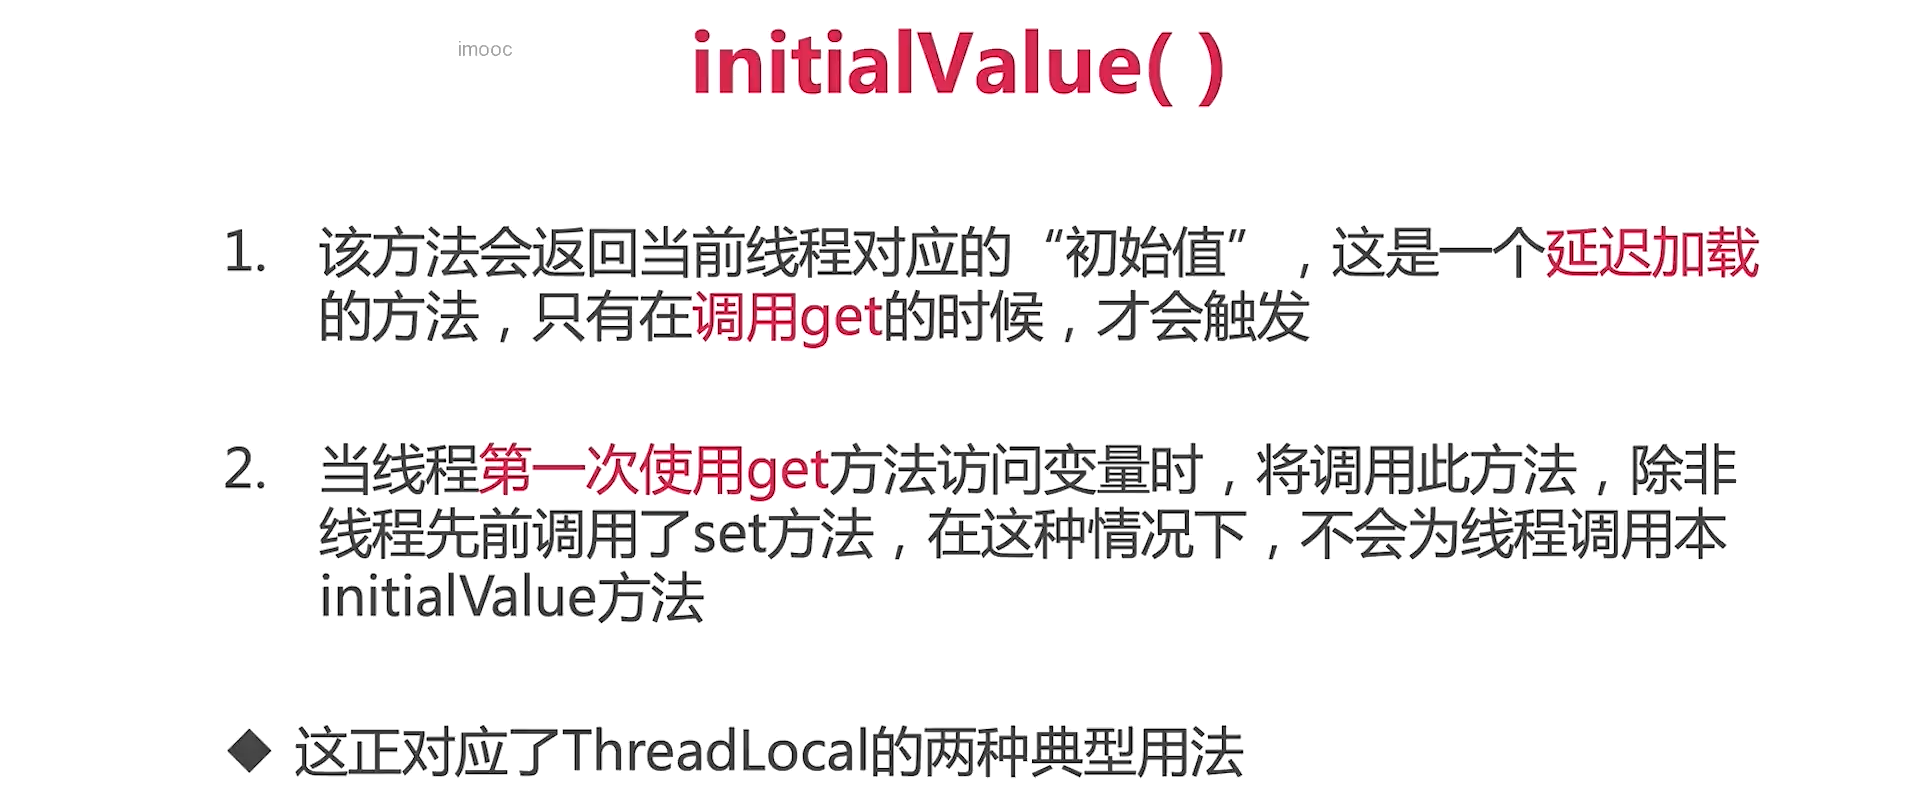 imooc
initialValue( )
1. 该方法会返回当前线程对应的“初始值”，这是一个延迟加载
的方法，只有在调用get的时候，才会触发
2. 当线程第一次使用get方法访问变量时，将调用此方法，除非
线程先前调用了set方法，在这种情况下，不会为线程调用本
initialValue方法
◆ 这正对应了ThreadLocal的两种典型用法